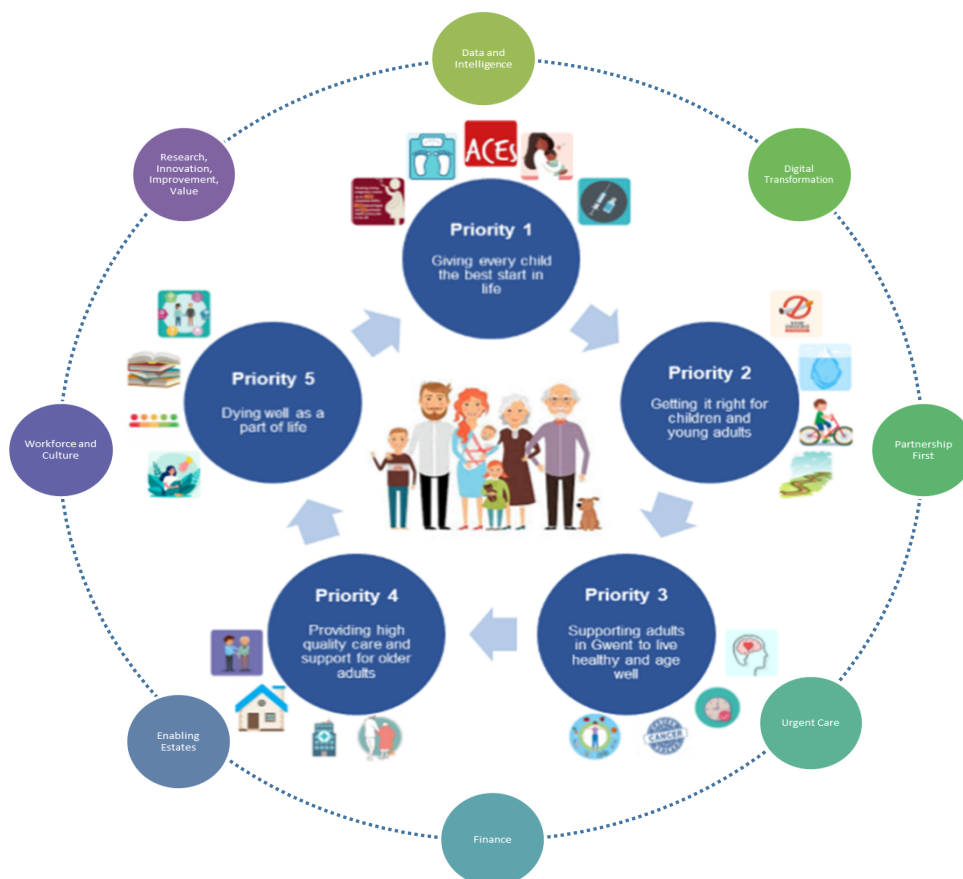 Data and
Intelligence
Research,
Innovation,
Improvement,
Value
Digital
Transformation
ACEs
Priority 1
Giving every child
the best start in
life
Priority 5
Dying well as a
part of life
Priority 2
Getting it right for
children and
young adults
Workforce and
Culture
Partnership
First
Priority 4
Providing high
quality care and
support for older
adults
Priority 3
Supporting adults
in Gwent to live
healthy and age
well
CANCER
Enabling
Estates
Urgent Care
Finance